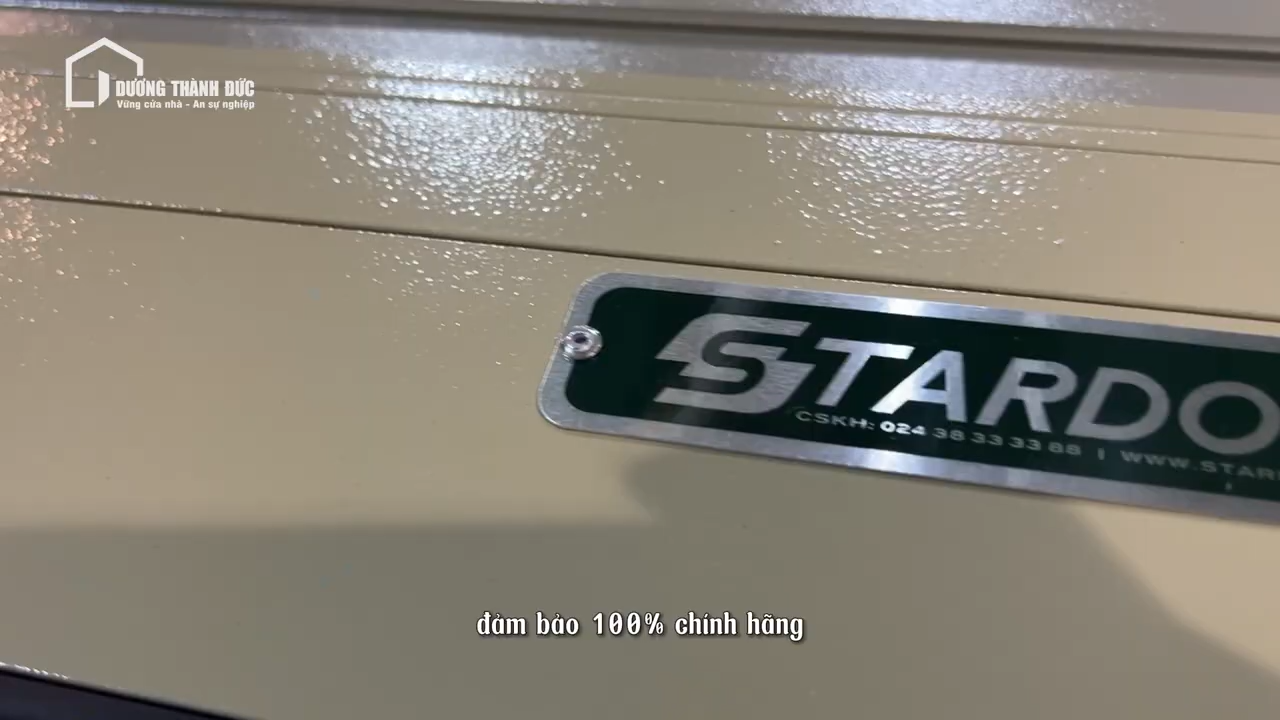 DƯƠNG THÀNH ĐỨC
Vững cửa nhà - An sự nghiệp
STARDO
CSKH: 024 38 33 33 88 | WWW.STAR
đảm bảo 100% chính hãng